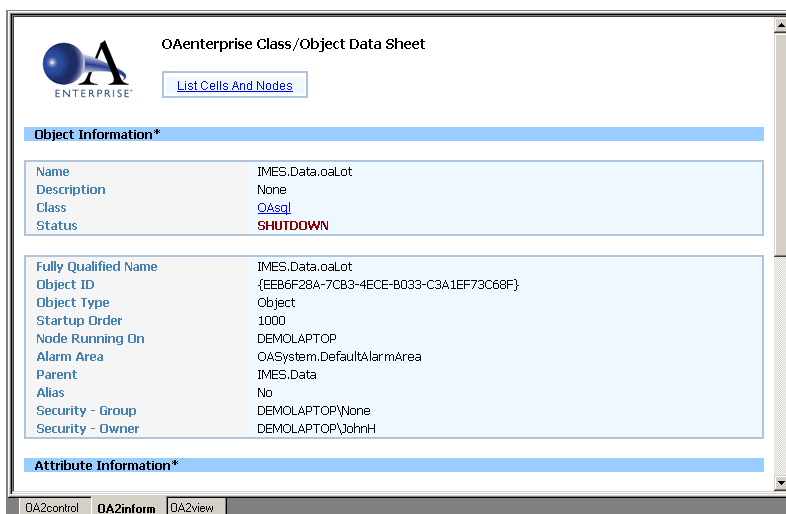 OAenterprise Class/Object Data Sheet
OA
ENTERPRISE
List Cells And Nodes
Object Information*
Name IMES.Data.oaLot
Description None
Class OAsql
Status SHUTDOWN
Fully Qualified Name IMES.Data.oaLot
Object ID {EEB6F28A-7CB3-4ECE-B033-C3A1EF73C68F}
Object Type Object
Startup Order 1000
Node Running On DEMOLAPTOP
Alarm Area OASystem.DefaultAlarmArea
Parent IMES.Data
Alias No
Security - Group DEMOLAPTOP\None
Security - Owner DEMOLAPTOP\JohnH
Attribute Information*
OA2control OA2inform OA2view